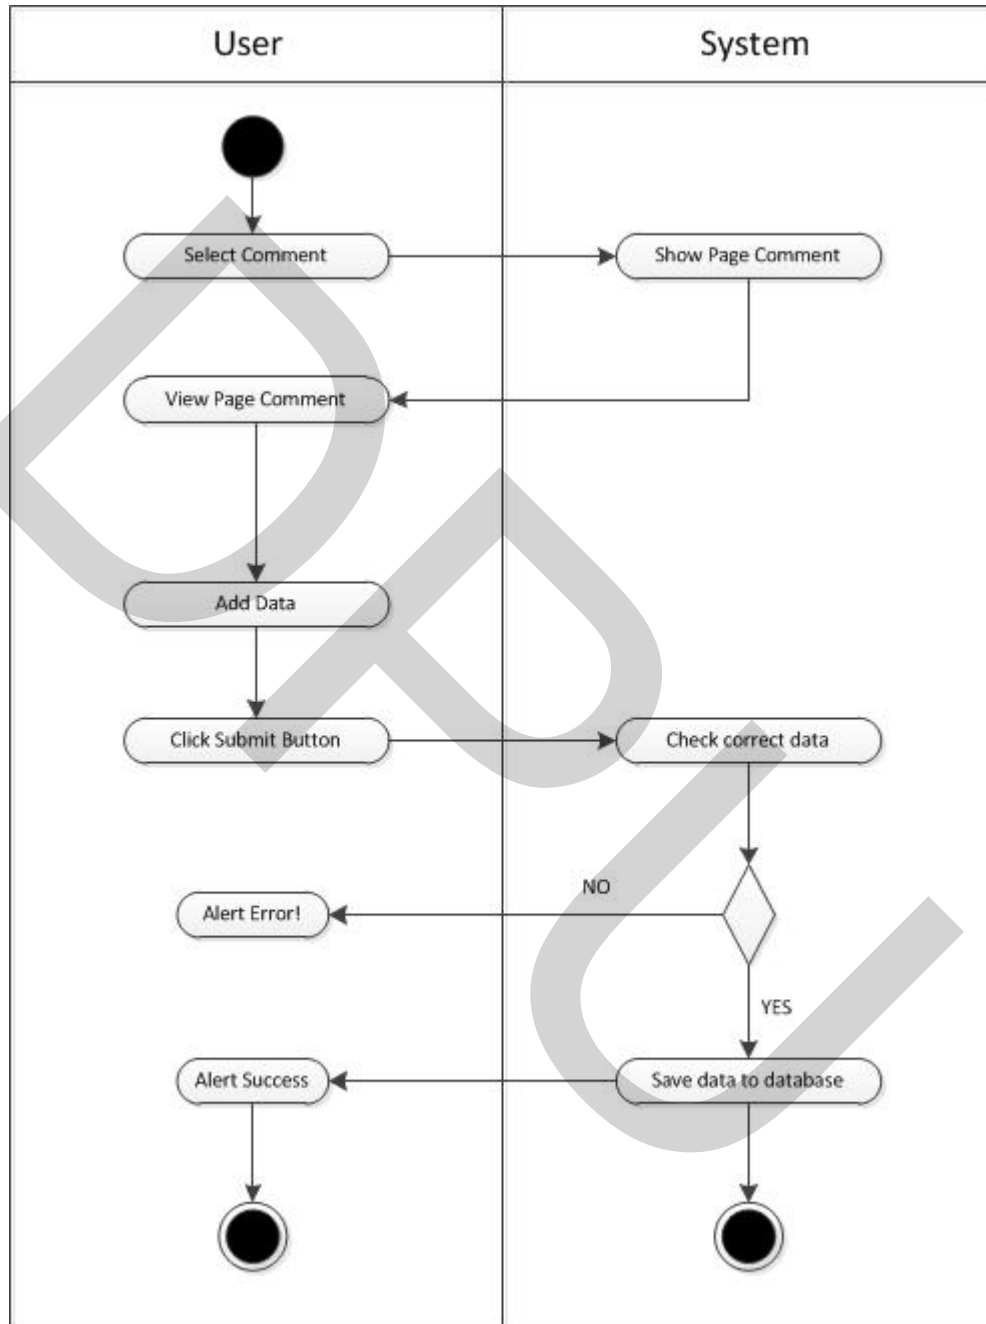 User
System
Select Comment
Show Page Comment
View Page Comment
Add Data
Click Submit Button
Check correct data
NO
Alert Error!
YES
Alert Success
Save data to database
DPU